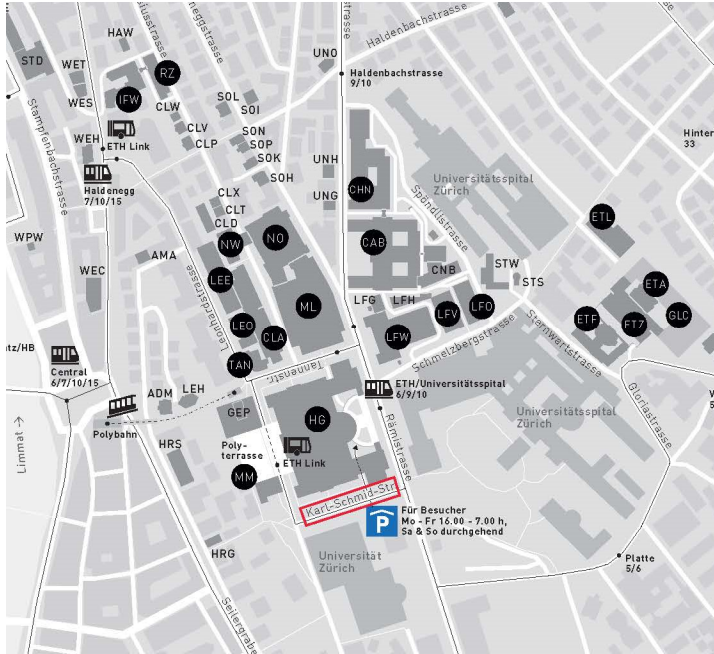 HAW
STD
WET
RZ
UNO
Haldenbachstrasse
Haldenbachstrasse
9/10
IFW
WES
CLW
SOL
SOI
ETH Link
CLV
SON
CLP
SOP
WEH
SOK
UNH
Stampfenbachstrasse
Haldenegg
7/10/15
SOH
Universitätsspital
Zürich
Hinter
33
CHN
UNG
CLX
CLT
CLD
Spöndlistrasse
ETL
NW
NO
CAB
WPW
AMA
CNB
STW
STS
WEC
LEE
ETA
GLC
LFG
LFH
ML
LFO
LFV
Leonhardstrasse
LEO
CLA
LFW
ETF
FT7
Schmelzbergstrasse
Sternwartstrasse
atz/HB
Central
6/7/10/15
TAN
Tannenstr.
ETH/Universitätsspital
6/9/10
Gloriastrasse
ADM
LEH
GEP
HG
Universitätsspital
Zürich
Limmat →
Polybahn
HRS
Poly-
terrasse
ETH Link
Rämistrasse
MM
Karl-Schmid-Str.
Für Besucher
Mo - Fr 16.00 - 7.00 h,
Sa & So durchgehend
P
HRG
Universität
Zürich
Platte
5/6
Seilergrabe